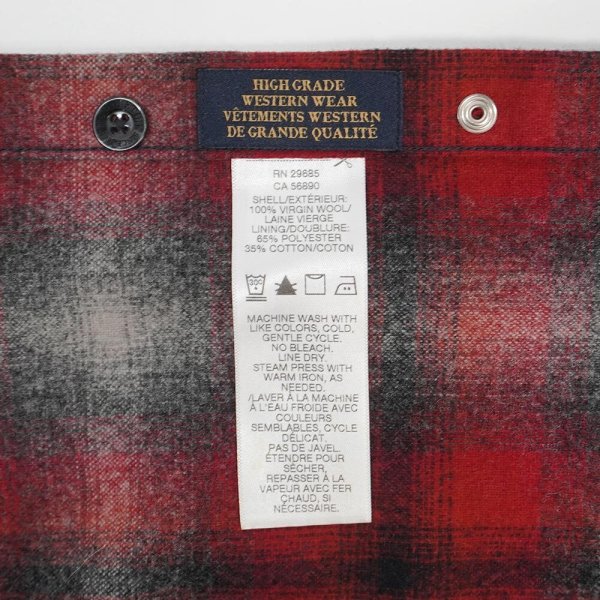 HIGH GRADE
WESTERN WEAR
VÊTEMENTS WESTERN
DE GRANDE QUALITÉ
RN 29685
CA 56890
SHELL/EXTÉRIEUR:
100% VIRGIN WOOL/
LAINE VIERGE
LINING/DOUBLURE:
65% POLYESTER
35% COTTON/COTON
30°
MACHINE WASH WITH
LIKE COLORS, COLD,
GENTLE CYCLE.
NO BLEACH.
LINE DRY.
STEAM PRESS WITH
WARM IRON, AS
NEEDED.
/LAVER À LA MACHINE
À L'EAU FROIDE AVEC
COULEURS
SEMBLABLES, CYCLE
DÉLICAT.
PAS DE JAVEL.
ÉTENDRE POUR
SÉCHER,
REPASSER À LA
VAPEUR AVEC FER
CHAUD, SI
NÉCESSAIRE.